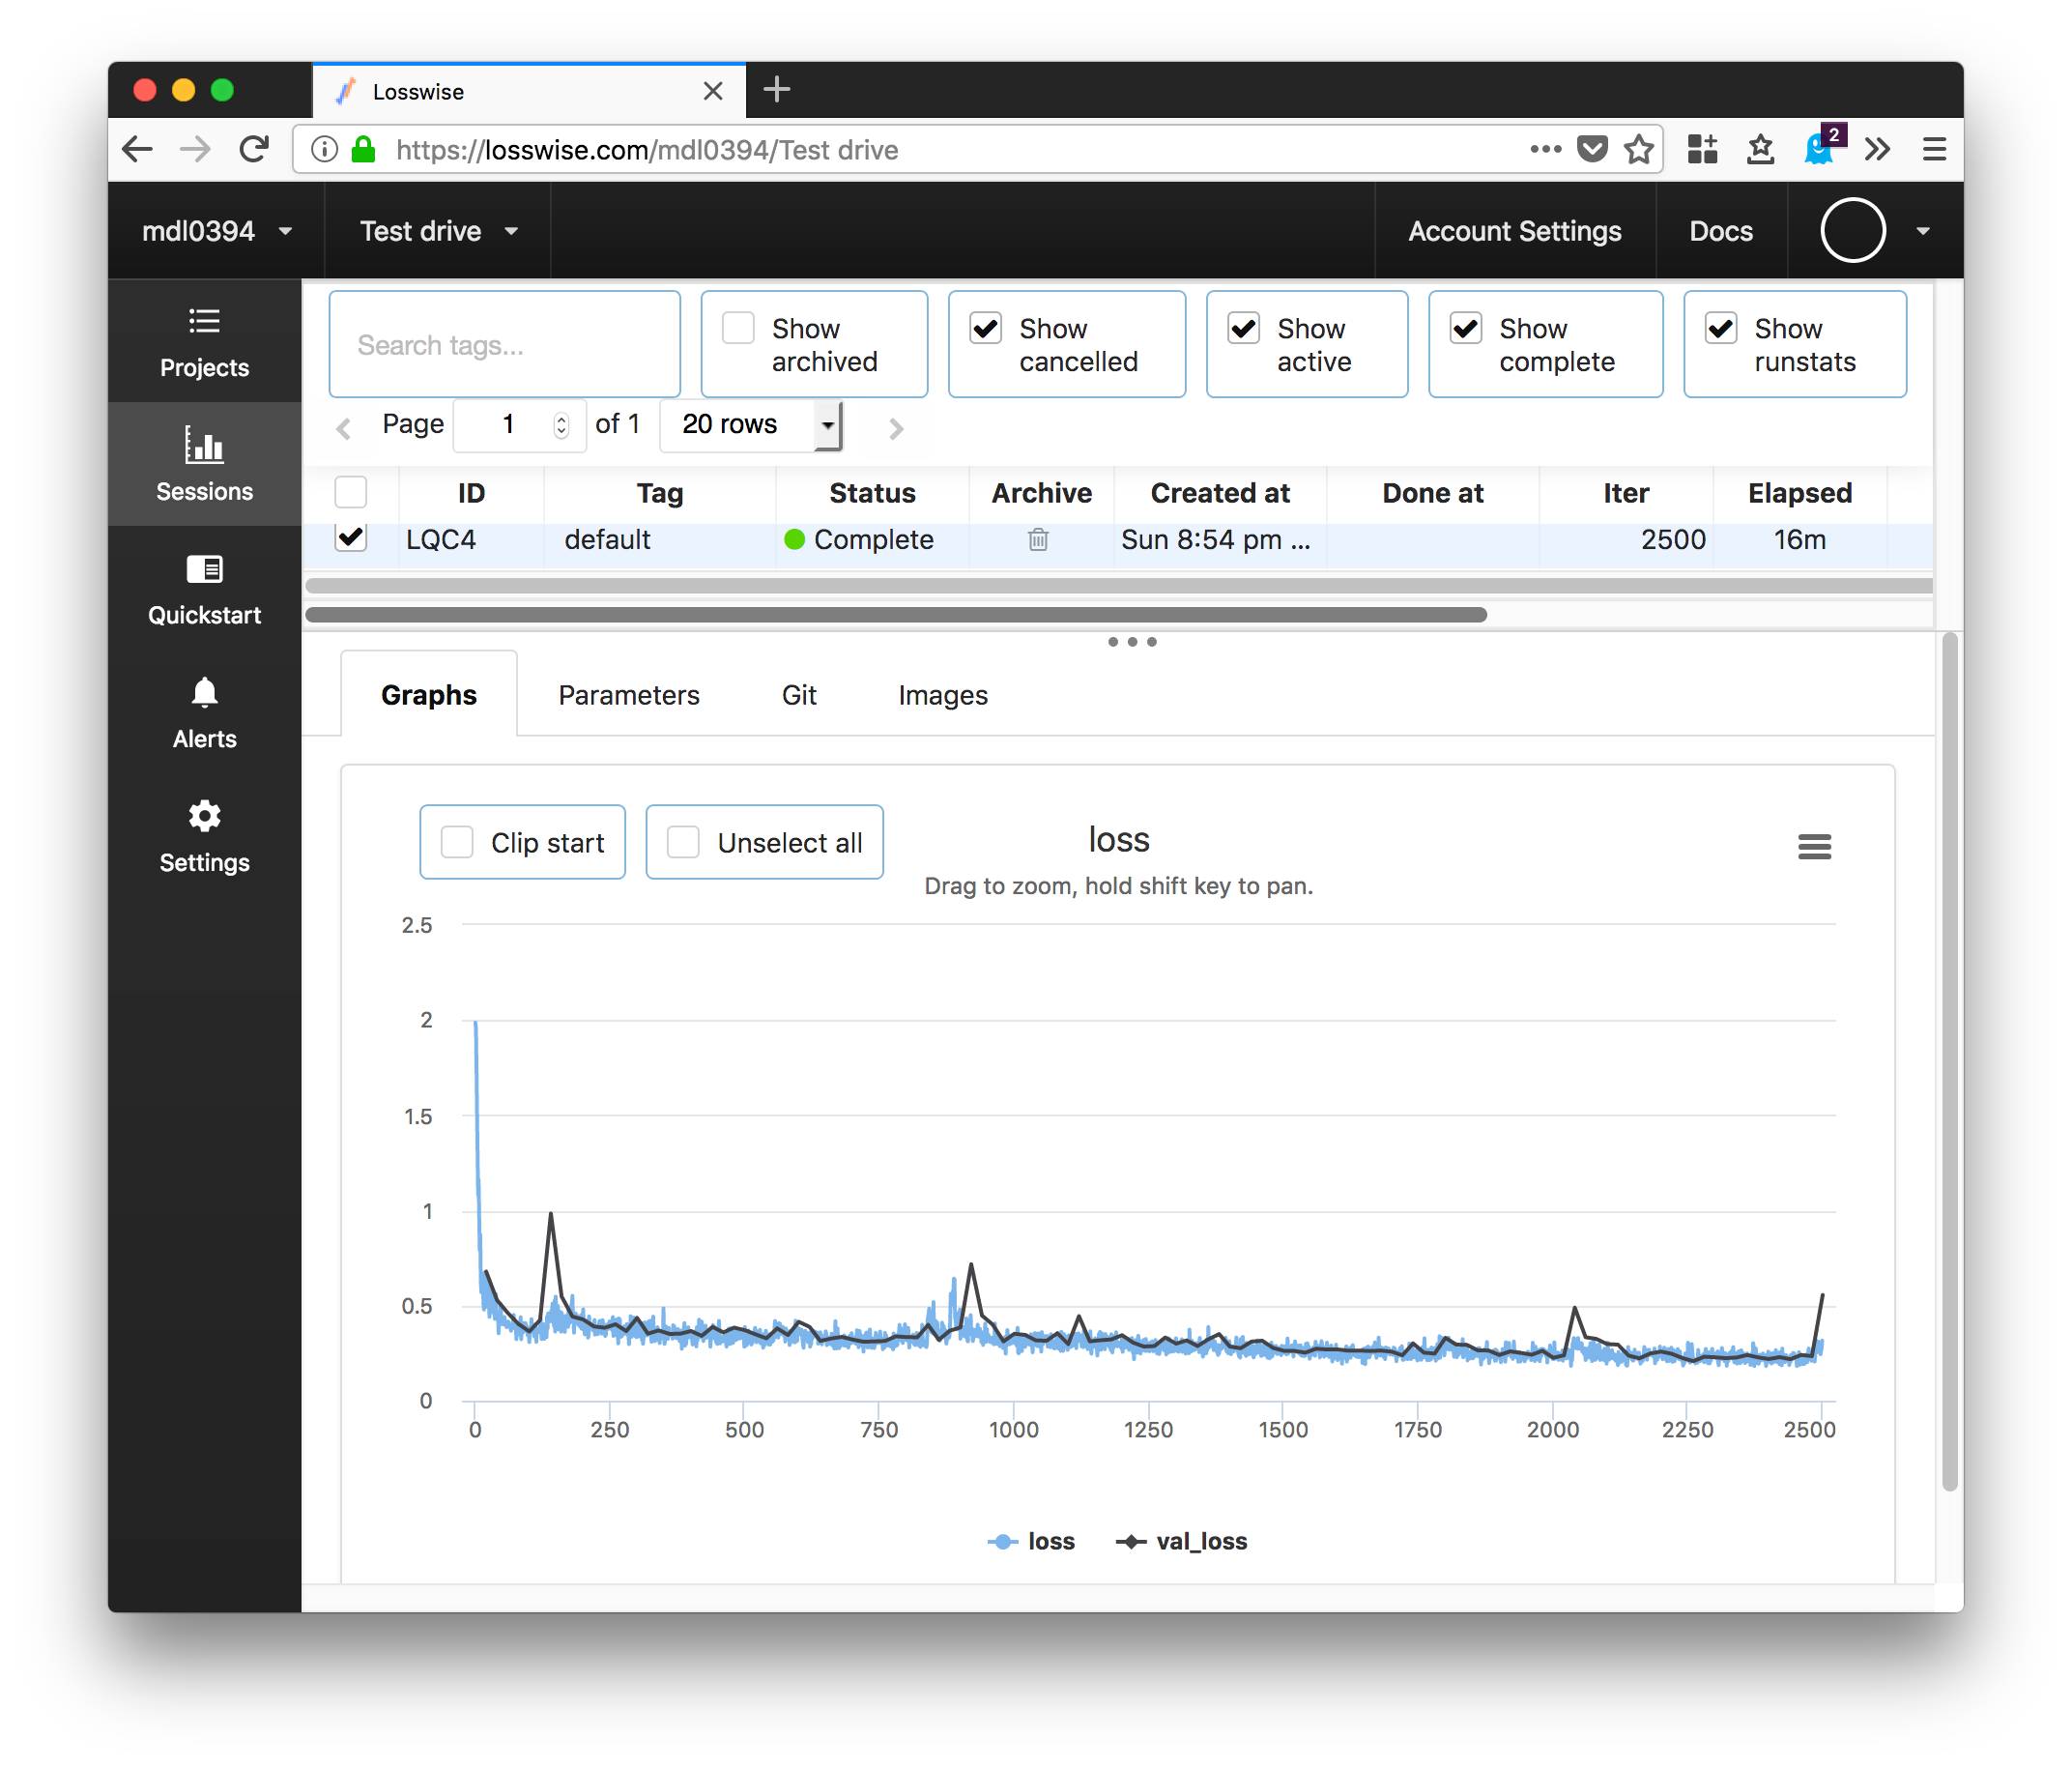 Losswise
https://losswise.com/mdl0394/Test drive
2
mdl0394
Test drive
Account Settings
Docs
Projects
Sessions
Quickstart
Alerts
Settings
Search tags...
Show archived
Show cancelled
Show active
Show complete
Show runstats
Page 1 of 1 20 rows
ID Tag Status Archive Created at Done at Iter Elapsed
LQC4 default Complete Sun 8:54 pm ... 2500 16m
Graphs Parameters Git Images
Clip start
Unselect all
loss
Drag to zoom, hold shift key to pan.
2.5
2
1.5
1
0.5
0
0 250 500 750 1000 1250 1500 1750 2000 2250 2500
loss val_loss